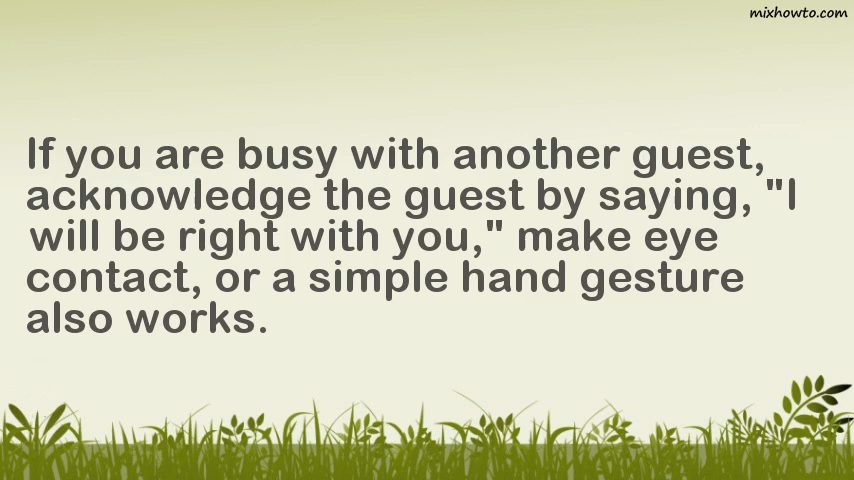 mixhowto.com
If you are busy with another guest,
acknowledge the guest by saying, "I
will be right with you," make eye
contact, or a simple hand gesture
also works.